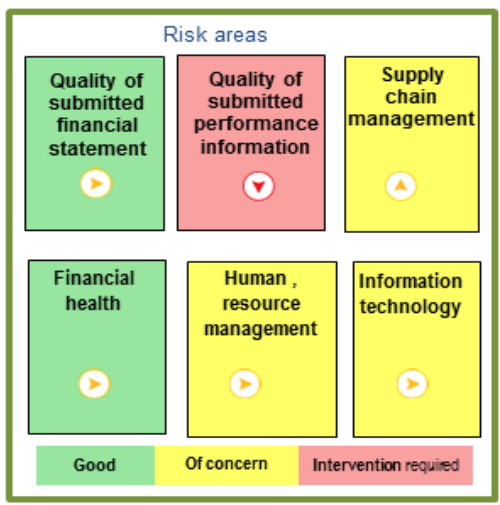 Risk areas
Quality of
submitted
financial
statement
Quality of
submitted
performance
information
Supply
chain
management
Financial
health
Human ,
resource
management
Information
technology
Good
Of concern
Intervention required